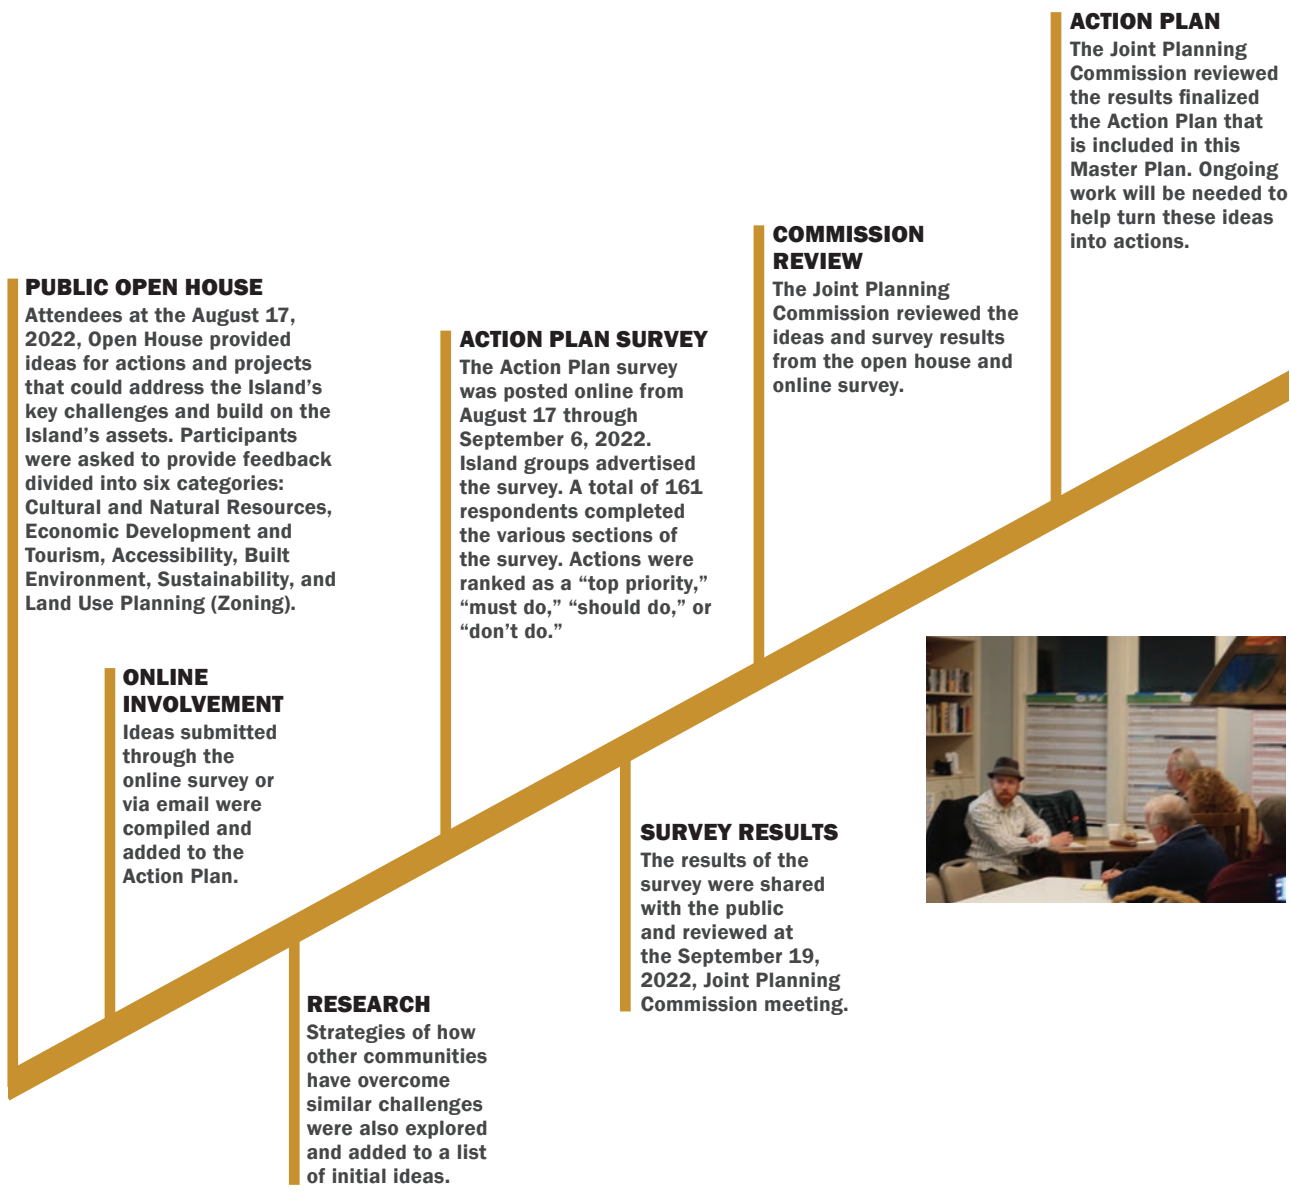 PUBLIC OPEN HOUSE
Attendees at the August 17,
2022, Open House provided
ideas for actions and projects
that could address the Island’s
key challenges and build on the
Island’s assets. Participants
were asked to provide feedback
divided into six categories:
Cultural and Natural Resources,
Economic Development and
Tourism, Accessibility, Built
Environment, Sustainability, and
Land Use Planning (Zoning).
ONLINE
INVOLVEMENT
Ideas submitted
through the
online survey or
via email were
compiled and
added to the
Action Plan.
RESEARCH
Strategies of how
other communities
have overcome
similar challenges
were also explored
and added to a list
of initial ideas.
ACTION PLAN SURVEY
The Action Plan survey
was posted online from
August 17 through
September 6, 2022.
Island groups advertised
the survey. A total of 161
respondents completed
the various sections of
the survey. Actions were
ranked as a “top priority,”
“must do,” “should do,” or
“don’t do.”
SURVEY RESULTS
The results of the
survey were shared
with the public
and reviewed at
the September 19,
2022, Joint Planning
Commission meeting.
COMMISSION
REVIEW
The Joint Planning
Commission reviewed the
ideas and survey results
from the open house and
online survey.
ACTION PLAN
The Joint Planning
Commission reviewed
the results finalized
the Action Plan that
is included in this
Master Plan. Ongoing
work will be needed to
help turn these ideas
into actions.